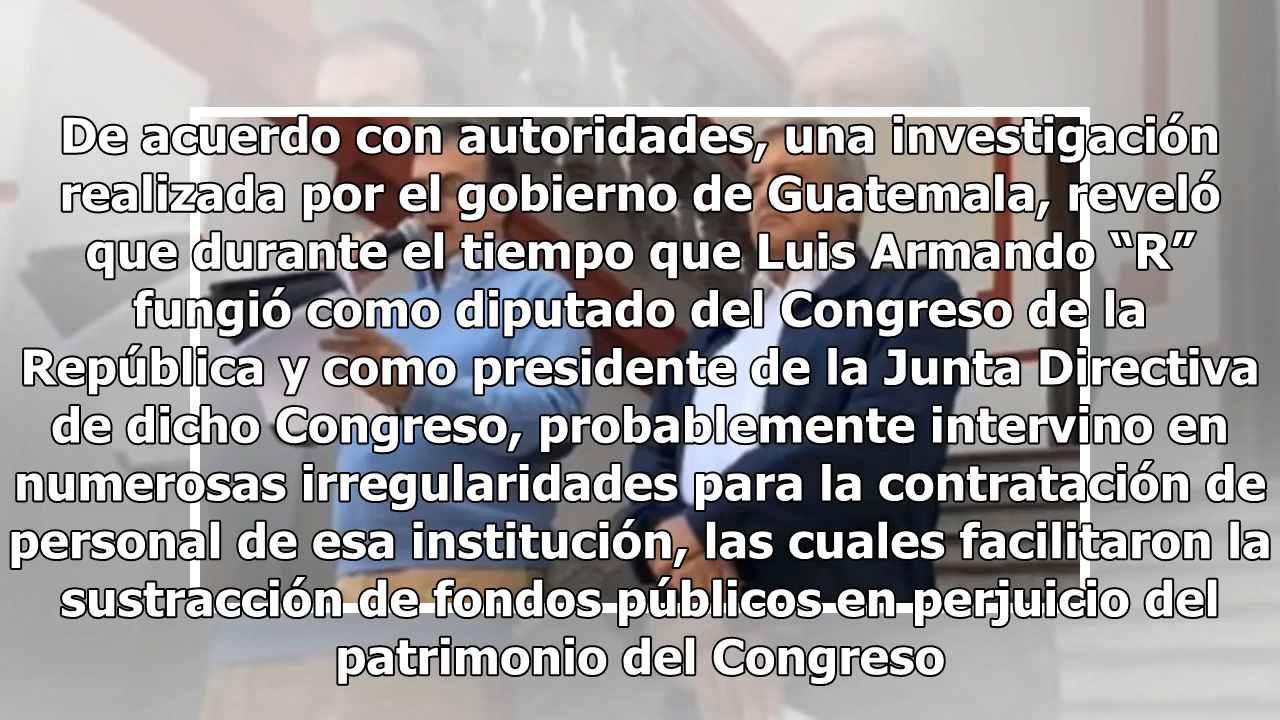 De acuerdo con autoridades, una investigación
realizada por el gobierno de Guatemala, reveló
que durante el tiempo que Luis Armando “R”
fungió como diputado del Congreso de la
República y como presidente de la Junta Directiva
de dicho Congreso, probablemente intervino en
numerosas irregularidades para la contratación de
personal de esa institución, las cuales facilitaron la
sustracción de fondos públicos en perjuicio del
patrimonio del Congreso